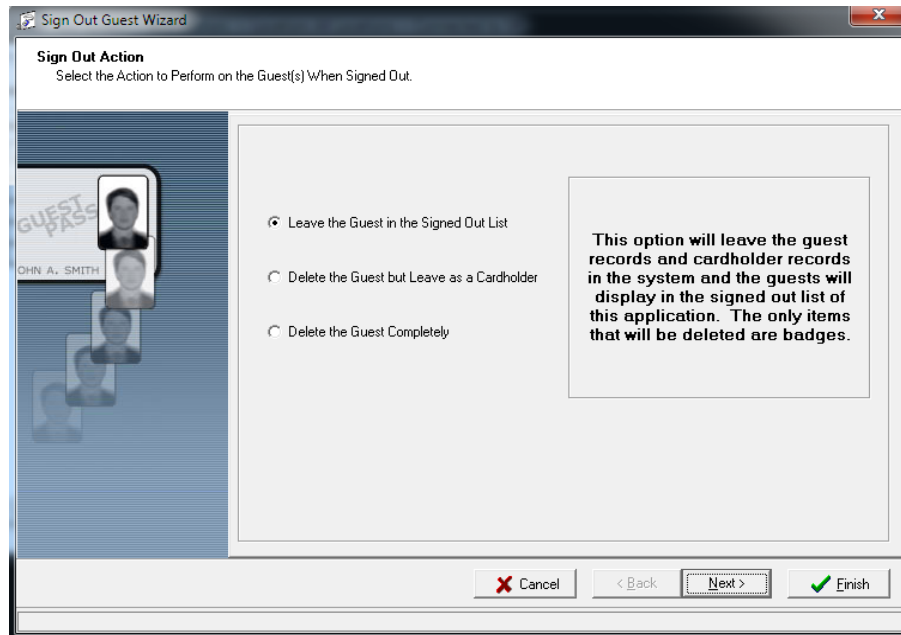 Sign Out Guest Wizard
x
Sign Out Action
Select the Action to Perform on the Guest(s) When Signed Out.
GUEST
PASS
OHN A. SMITH
Leave the Guest in the Signed Out List
Delete the Guest but Leave as a Cardholder
Delete the Guest Completely
This option will leave the guest
records and cardholder records
in the system and the guests will
display in the signed out list of
this application. The only items
that will be deleted are badges.
Cancel
< Back
Next >
Finish